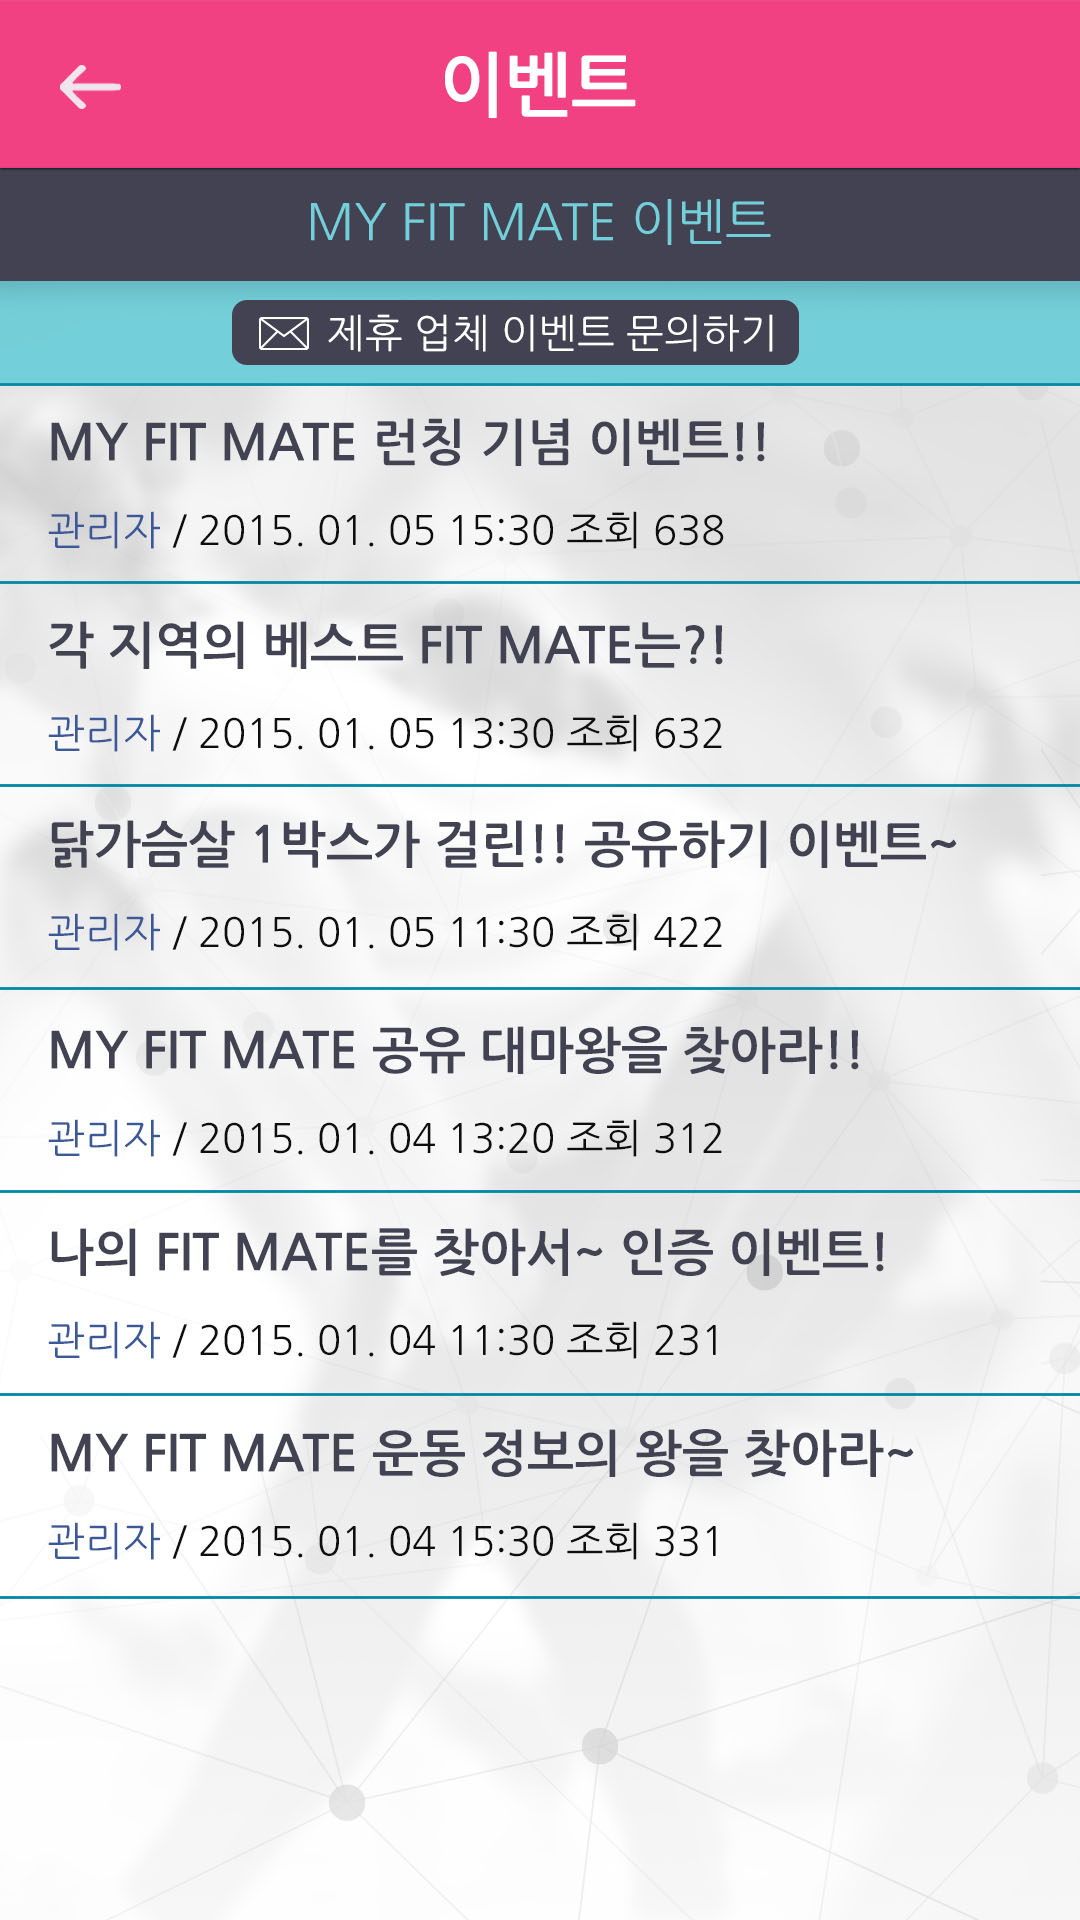 이벤트
MY FIT MATE 이벤트
제휴 업체 이벤트 문의하기
MY FIT MATE 런칭 기념 이벤트!!
관리자 / 2015. 01. 05 15:30 조회 638
각 지역의 베스트 FIT MATE는?!
관리자 / 2015. 01. 05 13:30 조회 632
닭가슴살 1박스가 걸린!! 공유하기 이벤트~
관리자 / 2015. 01. 05 11:30 조회 422
MY FIT MATE 공유 대마왕을 찾아라!!
관리자 / 2015. 01. 04 13:20 조회 312
나의 FIT MATE를 찾아서~ 인증 이벤트!
관리자 / 2015. 01. 04 11:30 조회 231
MY FIT MATE 운동 정보의 왕을 찾아라~
관리자 / 2015. 01. 04 15:30 조회 331